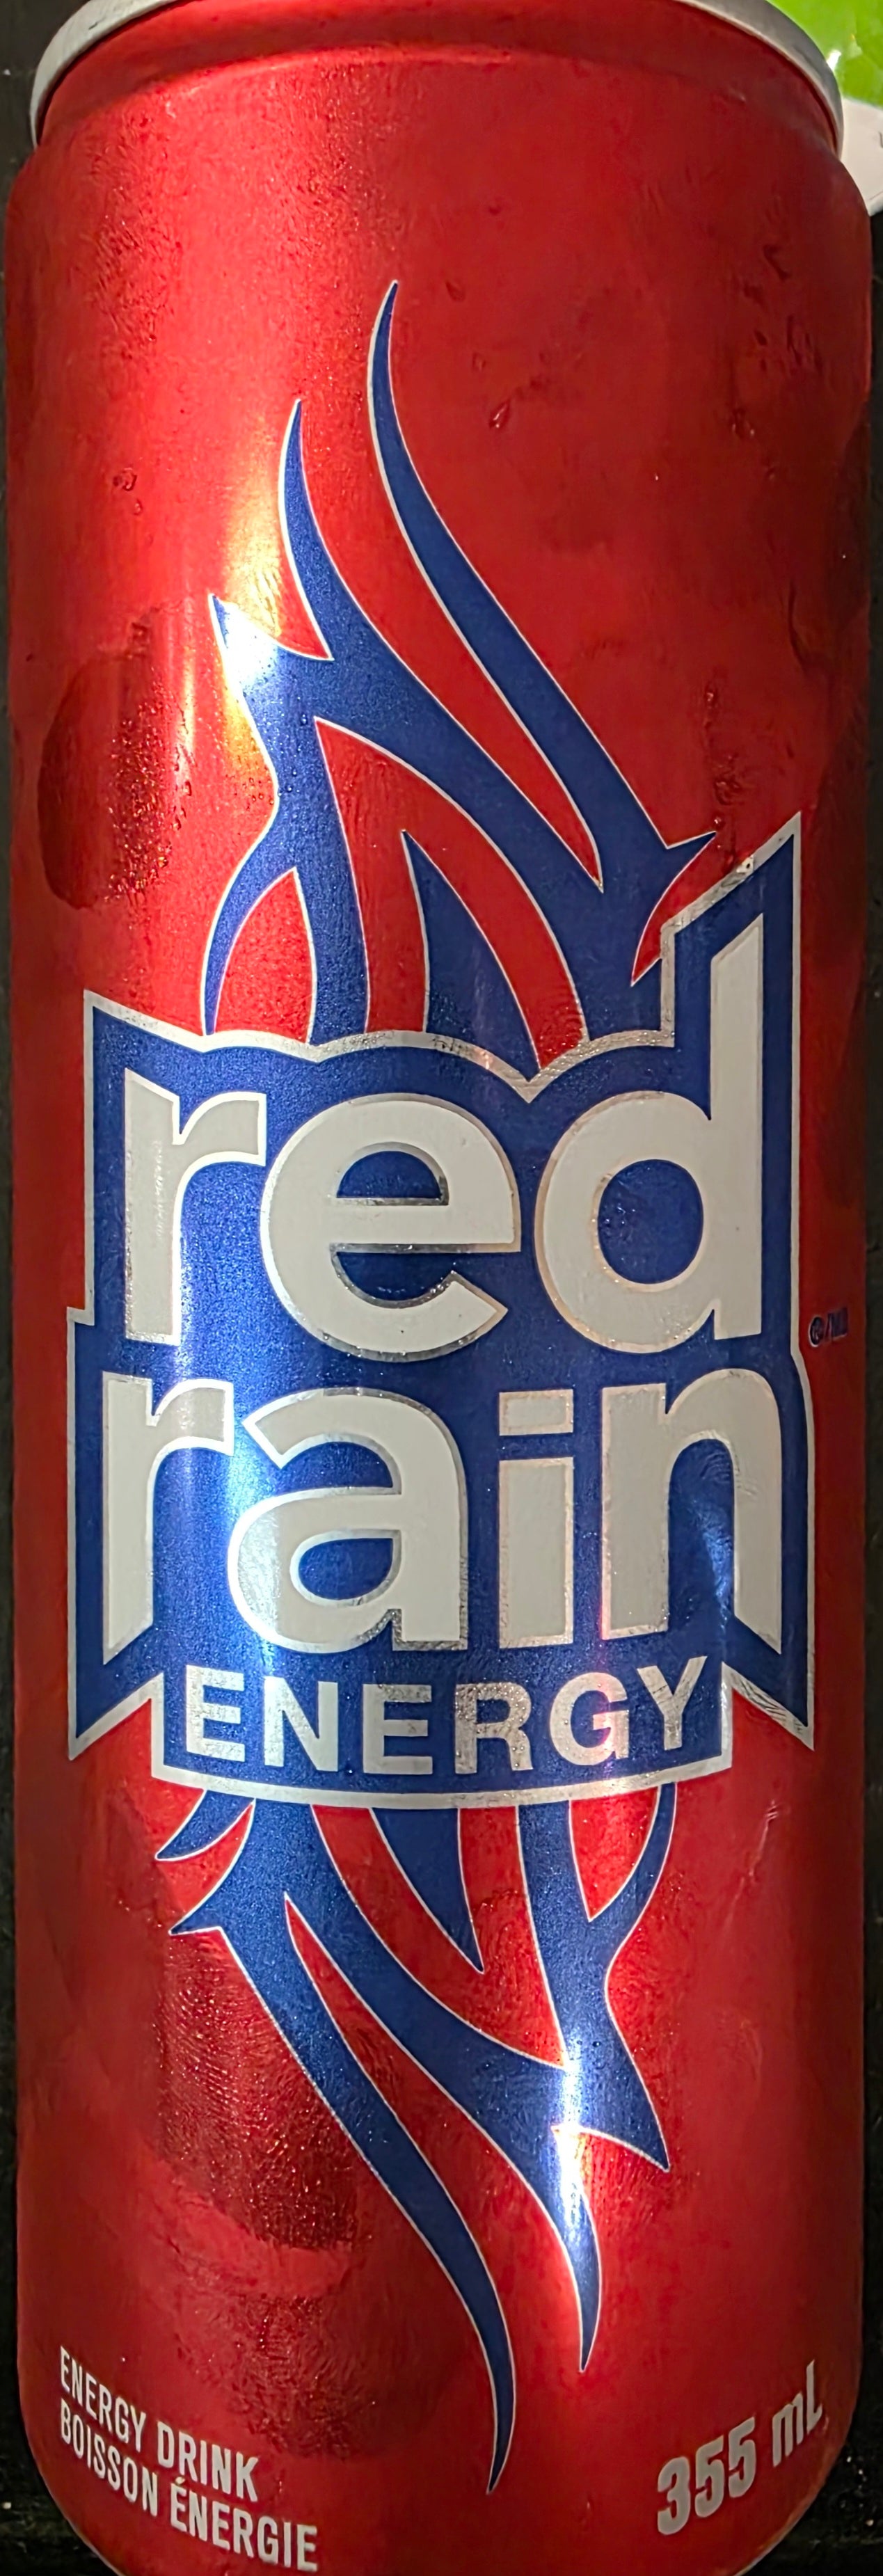 red
rain
ENERGY
ENERGY DRINK
BOISSON ÉNERGIE
355 mL